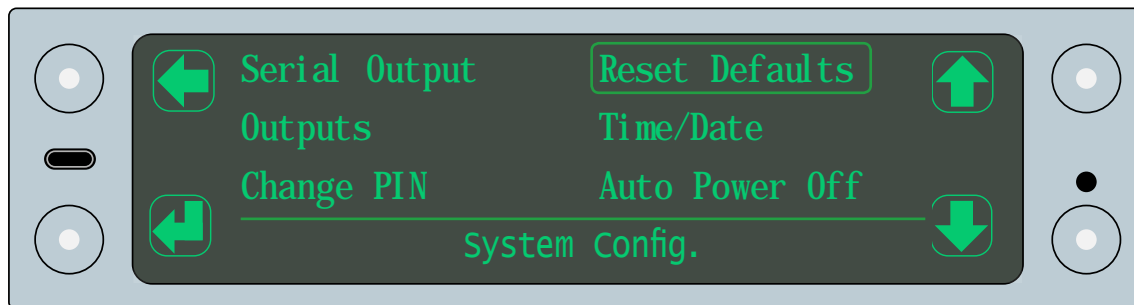 Serial Output Reset Defaults
Outputs Time/Date
Change PIN Auto Power Off
System Config.